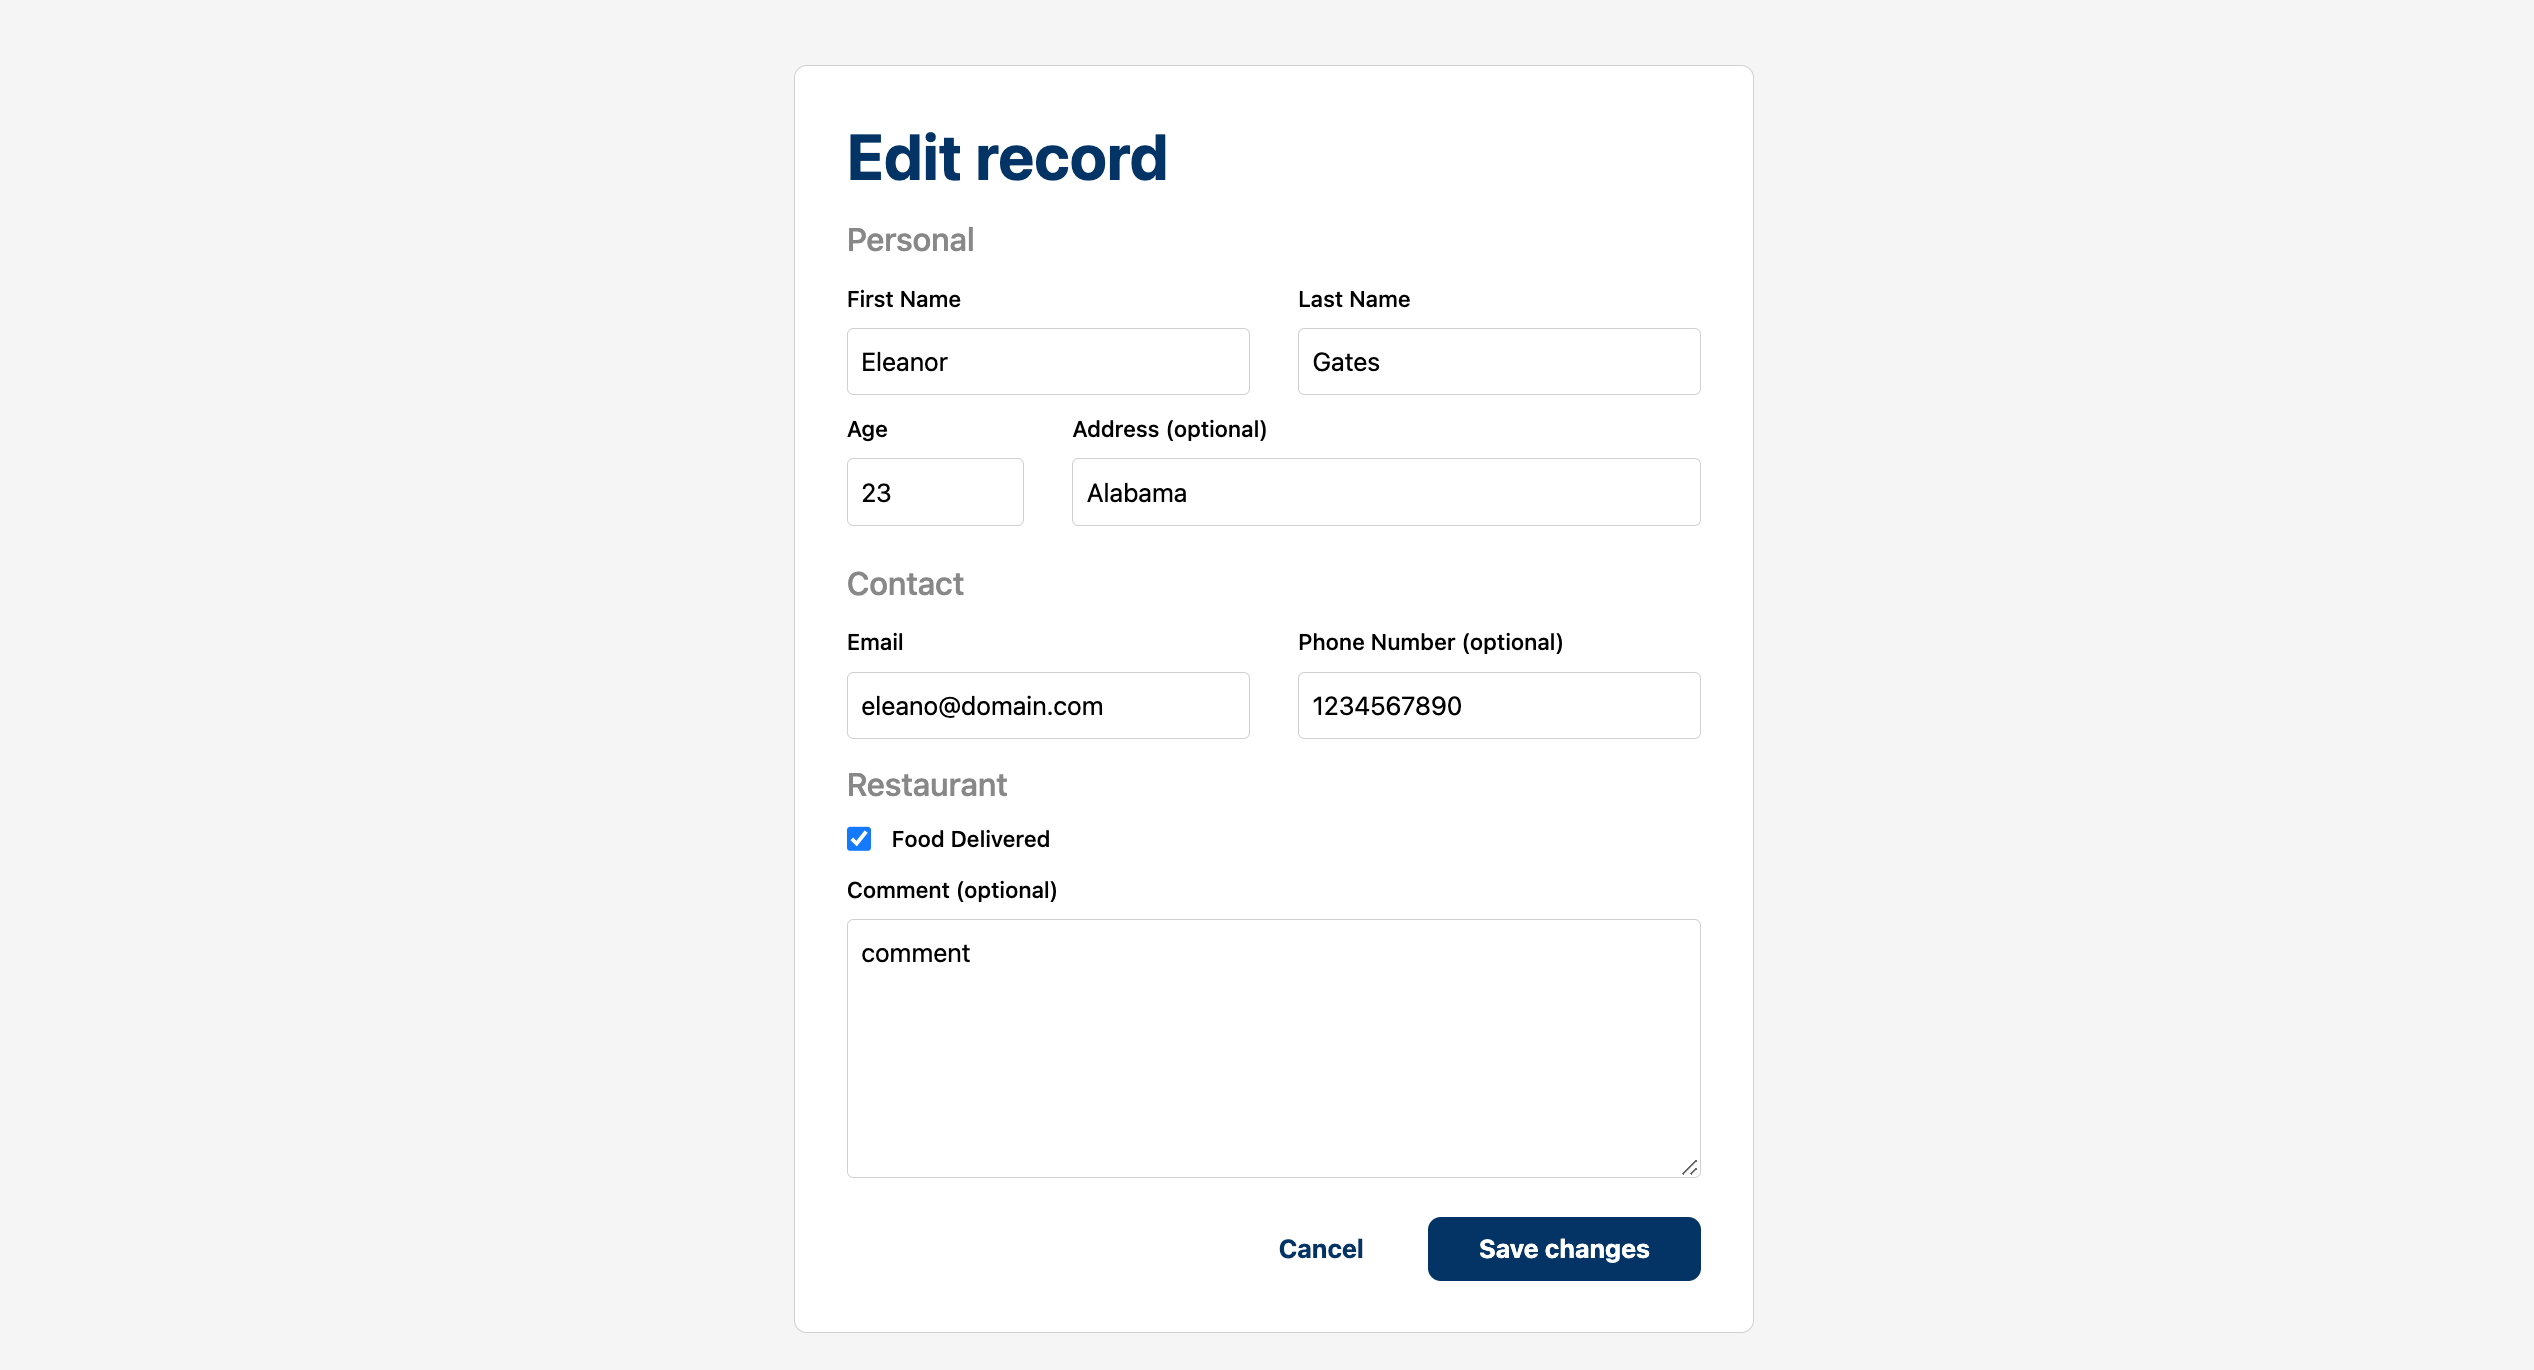 Edit record
Personal
First Name
Last Name
Eleanor
Gates
Age
Address (optional)
23
Alabama
Contact
Email
Phone Number (optional)
eleano@domain.com
1234567890
Restaurant
Food Delivered
Comment (optional)
comment
Cancel
Save changes